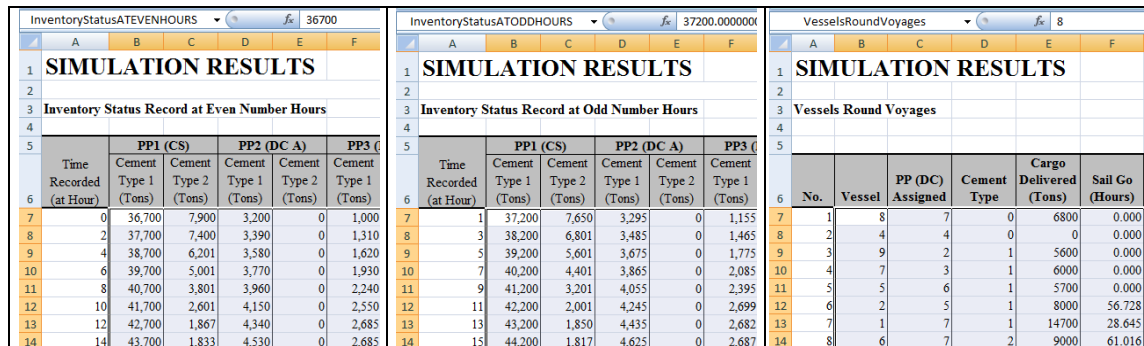 InventoryStatusATEVENHOURS fx 36700
A B C D E F
1 SIMULATION RESULTS
2
3 Inventory Status Record at Even Number Hours
4
5 PP1 (CS) PP2 (DC A) PP3 (
Time Cement Cement Cement Cement Cement
Recorded Type 1 Type 2 Type 1 Type 2 Type 1
6 (at Hour) (Tons) (Tons) (Tons) (Tons) (Tons)
7 0 36,700 7,900 3,200 0 1,000
8 2 37,700 7,400 3,390 0 1,310
9 4 38,700 6,201 3,580 0 1,620
10 6 39,700 5,001 3,770 0 1,930
11 8 40,700 3,801 3,960 0 2,240
12 10 41,700 2,601 4,150 0 2,550
13 12 42,700 1,867 4,340 0 2,685
14 14 43,700 1,833 4,530 0 2,685
InventoryStatusATODDHOURS fx 37200.0000000
A B C D E F
1 SIMULATION RESULTS
2
3 Inventory Status Record at Odd Number Hours
4
5 PP1 (CS) PP2 (DC A) PP3 (
Time Cement Cement Cement Cement Cement
Recorded Type 1 Type 2 Type 1 Type 2 Type 1
6 (at Hour) (Tons) (Tons) (Tons) (Tons) (Tons)
7 1 37,200 7,650 3,295 0 1,155
8 3 38,200 6,801 3,485 0 1,465
9 5 39,200 5,601 3,675 0 1,775
10 7 40,200 4,401 3,865 0 2,085
11 9 41,200 3,201 4,055 0 2,395
12 11 42,200 2,001 4,245 0 2,699
13 13 43,200 1,850 4,435 0 2,682
14 15 44,200 1,817 4,625 0 2,687
VesselsRoundVoyages fx 8
A B C D E F
1 SIMULATION RESULTS
2
3 Vessels Round Voyages
4
5
Cargo
PP (DC) Cement Delivered Sail Go
6 No. Vessel Assigned Type (Tons) (Hours)
7 1 8 7 0 6800 0.000
8 2 4 4 0 0 0.000
9 3 9 2 1 5600 0.000
10 4 7 3 1 6000 0.000
11 5 5 6 1 5700 0.000
12 6 2 5 1 8000 56.728
13 7 1 7 1 14700 28.645
14 8 6 7 2 9000 61.016